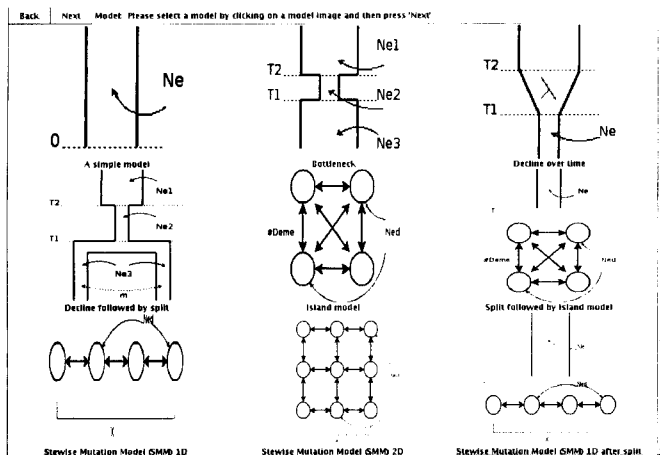 Back Next Model: Please select a model by clicking on a model image and then press 'Next'
Ne
0
A simple model
Ne1
T2
T1
Ne2
Ne3
Bottleneck
T2
T1
λ
Ne
Decline over time
Ne1
T2
Ne2
T1
Ne3
m
Decline followed by split
#Deme
Ned
Island model
Ne
T
#Deme
Ned
Split followed by Island model
Ned
Stewise Mutation Model (SMM) 1D
Stewise Mutation Model (SMM) 2D
Ne
Ned
Stewise Mutation Model (SMM) 1D after split